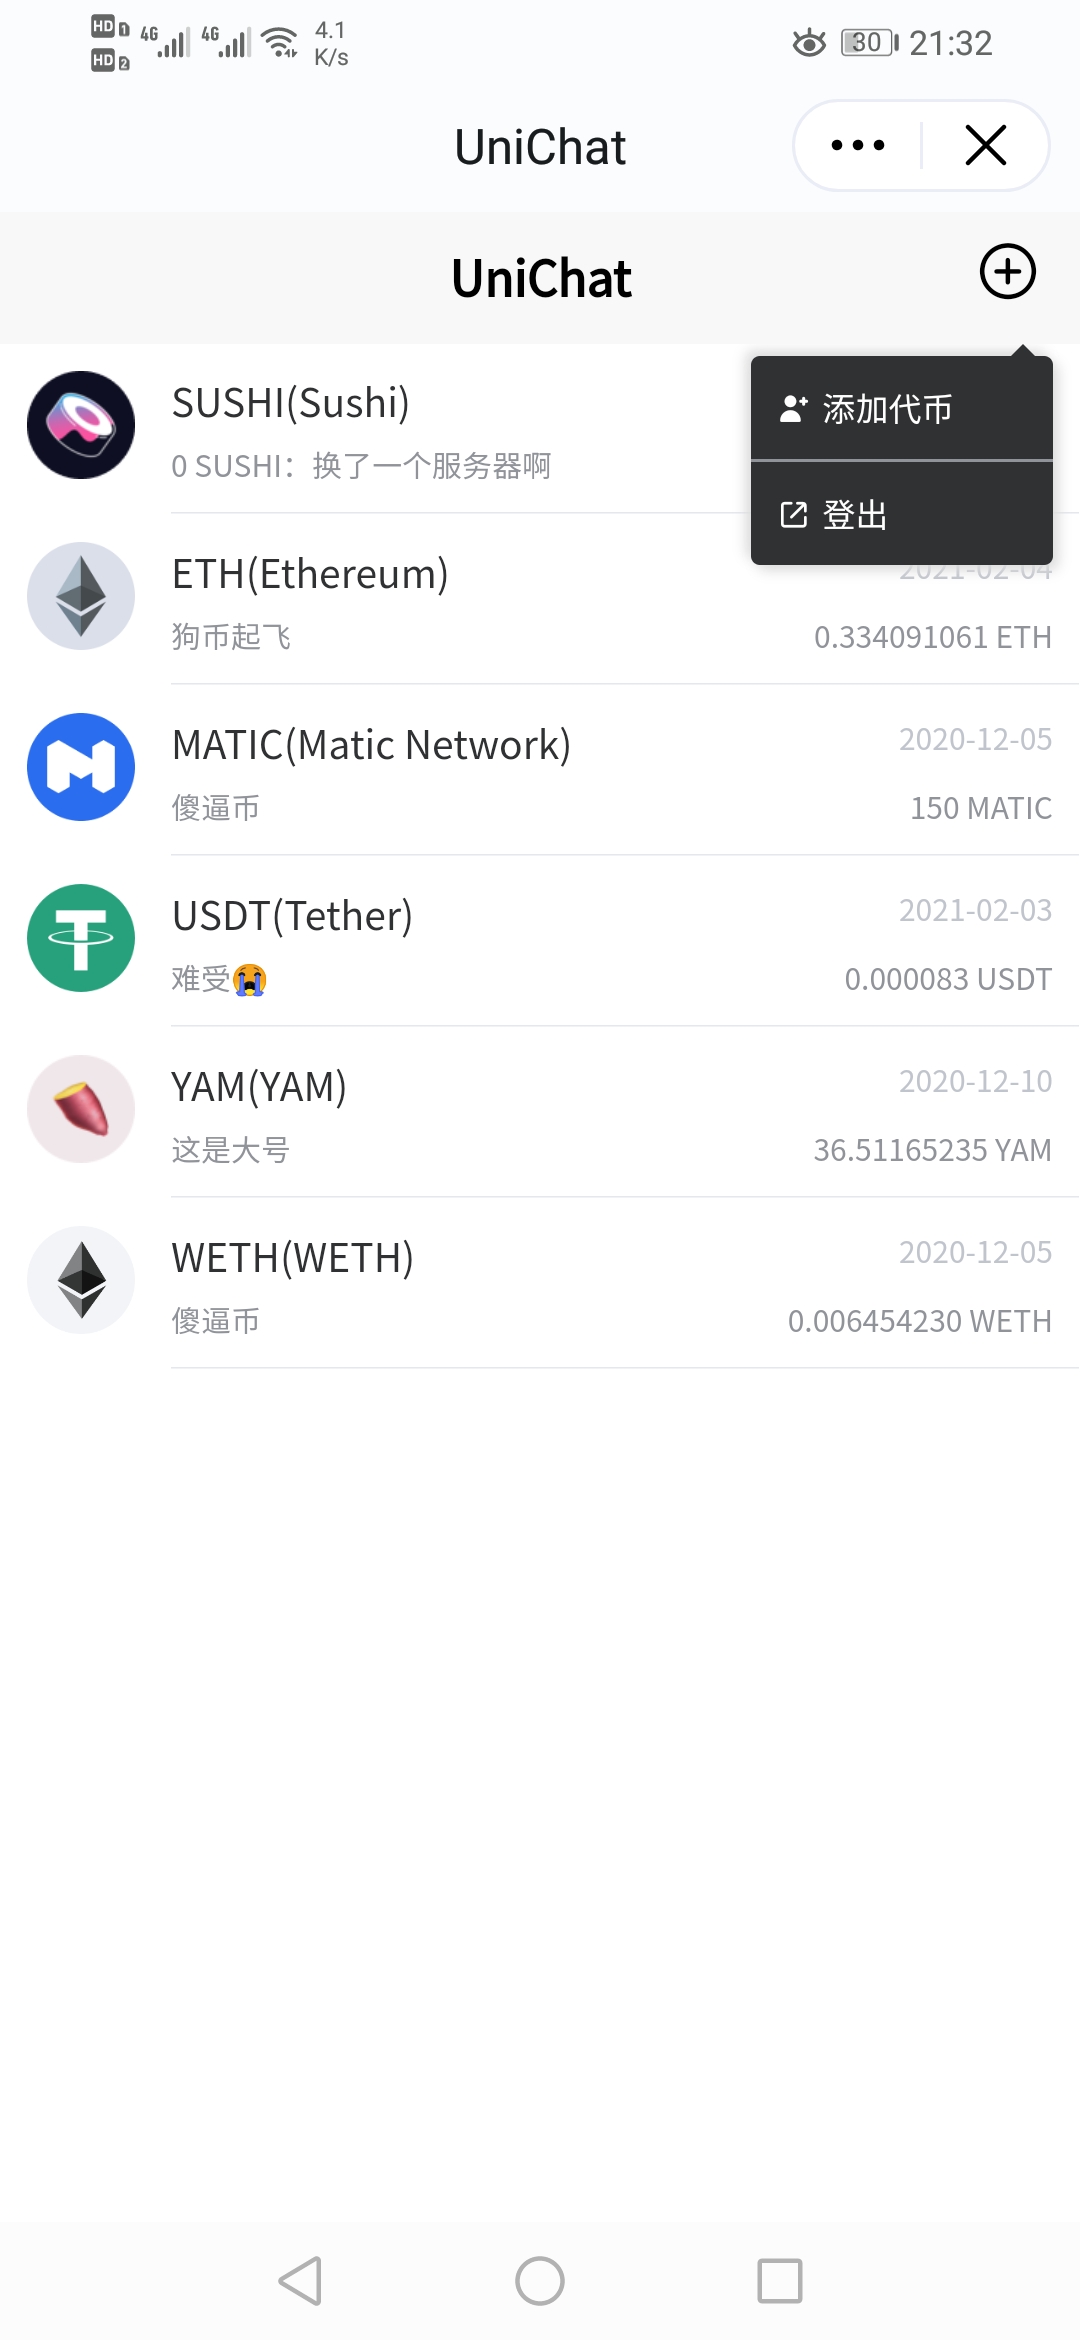 HD 1 4G 4G 4.1
HD 2 K/s
30 21:32
UniChat
UniChat
添加代币
登出
SUSHI(Sushi)
0 SUSHI：换了一个服务器啊
ETH(Ethereum)
2021-02-04
狗币起飞
0.334091061 ETH
MATIC(Matic Network)
2020-12-05
傻逼币
150 MATIC
USDT(Tether)
2021-02-03
难受😭
0.000083 USDT
YAM(YAM)
2020-12-10
这是大号
36.51165235 YAM
WETH(WETH)
2020-12-05
傻逼币
0.006454230 WETH